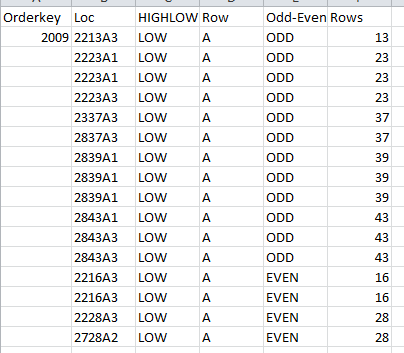 Orderkey Loc HIGHLOW Row Odd-Even Rows
2009 2213A3 LOW A ODD 13
2223A1 LOW A ODD 23
2223A1 LOW A ODD 23
2223A3 LOW A ODD 23
2337A3 LOW A ODD 37
2837A3 LOW A ODD 37
2839A1 LOW A ODD 39
2839A1 LOW A ODD 39
2839A1 LOW A ODD 39
2843A1 LOW A ODD 43
2843A3 LOW A ODD 43
2843A3 LOW A ODD 43
2216A3 LOW A EVEN 16
2216A3 LOW A EVEN 16
2228A3 LOW A EVEN 28
2728A2 LOW A EVEN 28